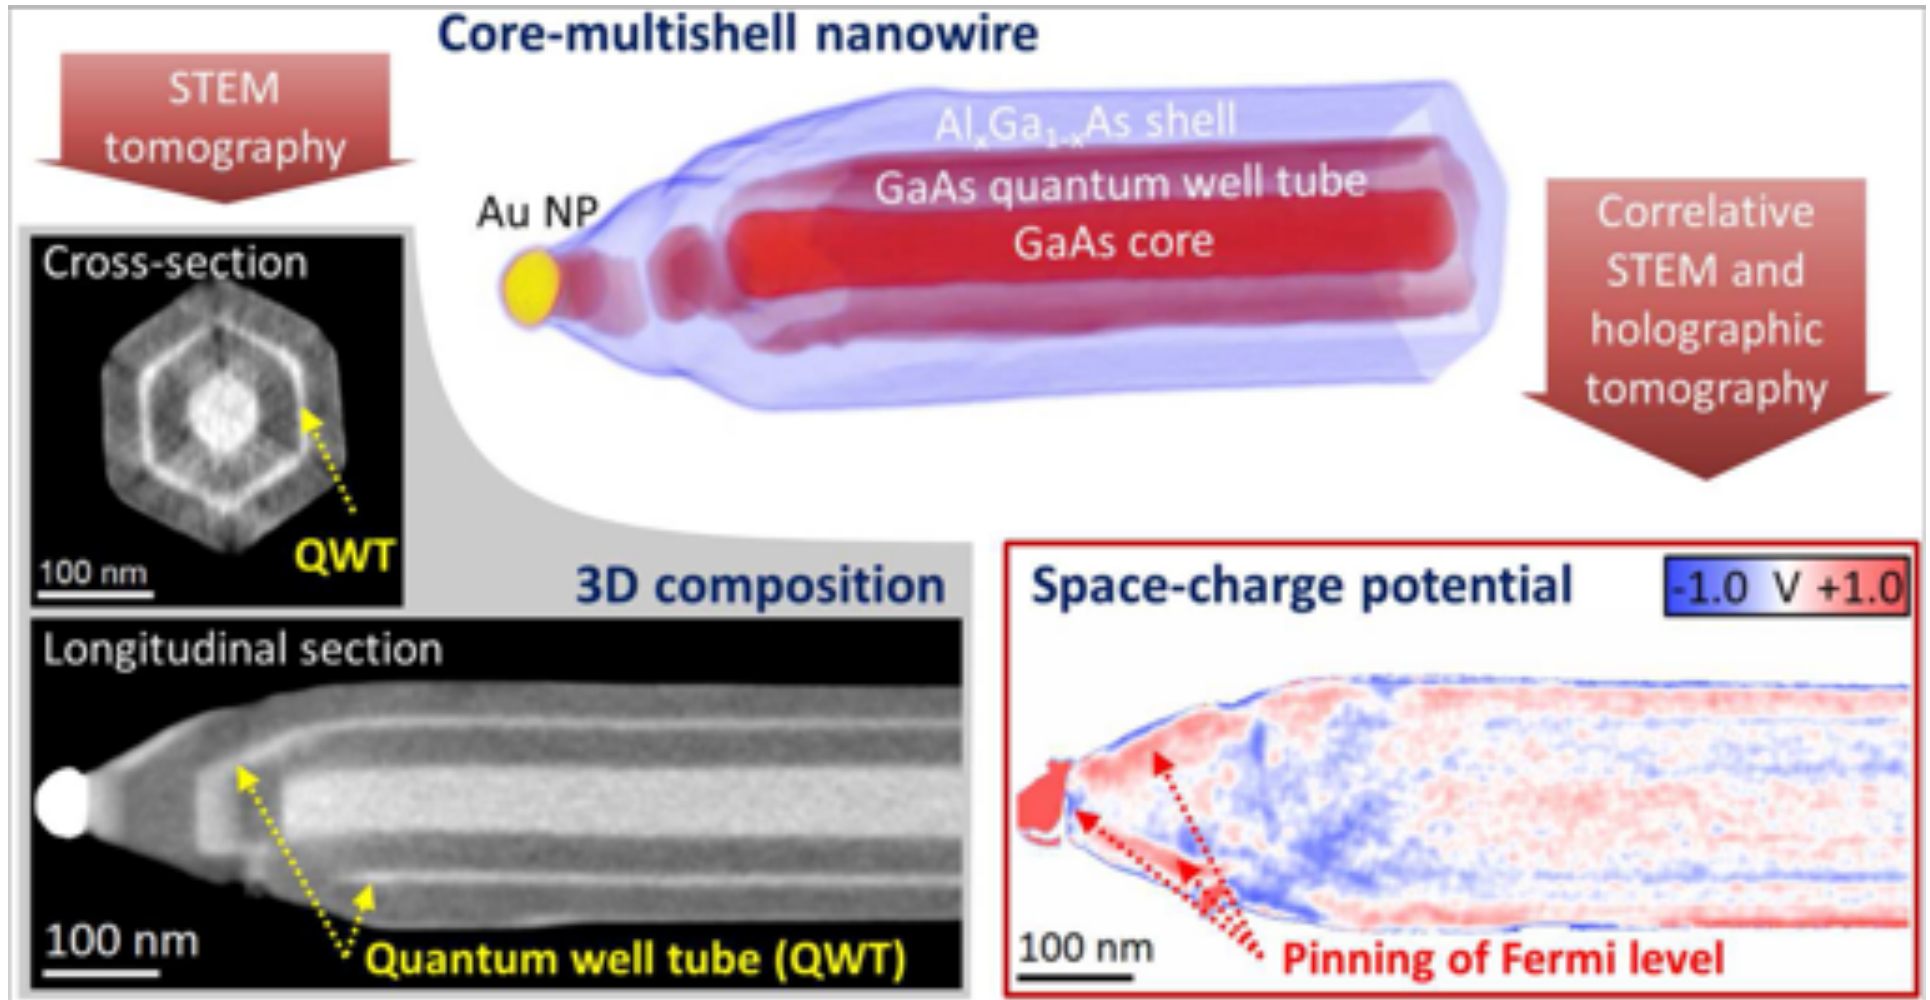 Core-multishell nanowire
STEM
tomography
AlxGa1-xAs shell
GaAs quantum well tube
GaAs core
Au NP
Correlative
STEM and
holographic
tomography
Cross-section
QWT
100 nm
3D composition
Longitudinal section
100 nm
Quantum well tube (QWT)
Space-charge potential
-1.0 V +1.0
100 nm
Pinning of Fermi level